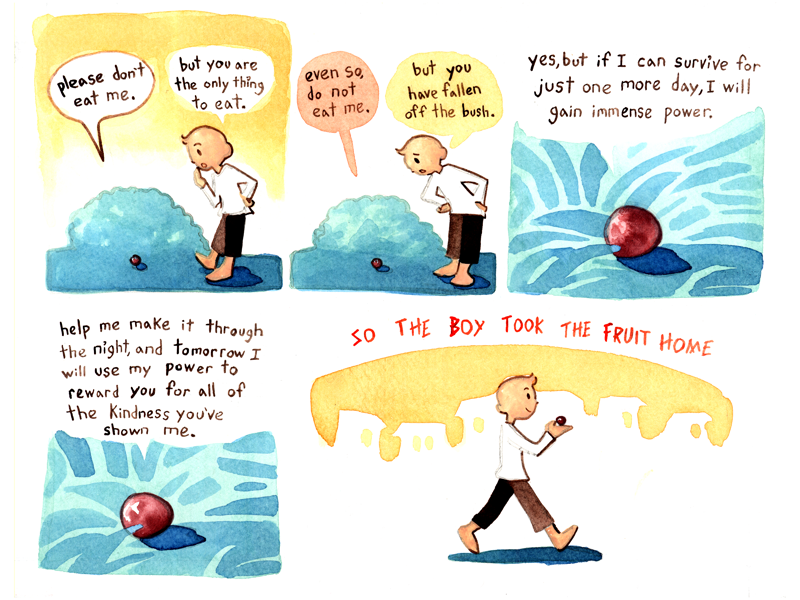 please don't
eat me.
but you are
the only thing
to eat.
even so,
do not
eat me.
but you
have fallen
off the bush.
yes, but if I can survive for
just one more day, I will
gain immense power.
help me make it through
the night, and tomorrow I
will use my power to
reward you for all of
the kindness you've
shown me.
SO THE BOY TOOK THE FRUIT HOME